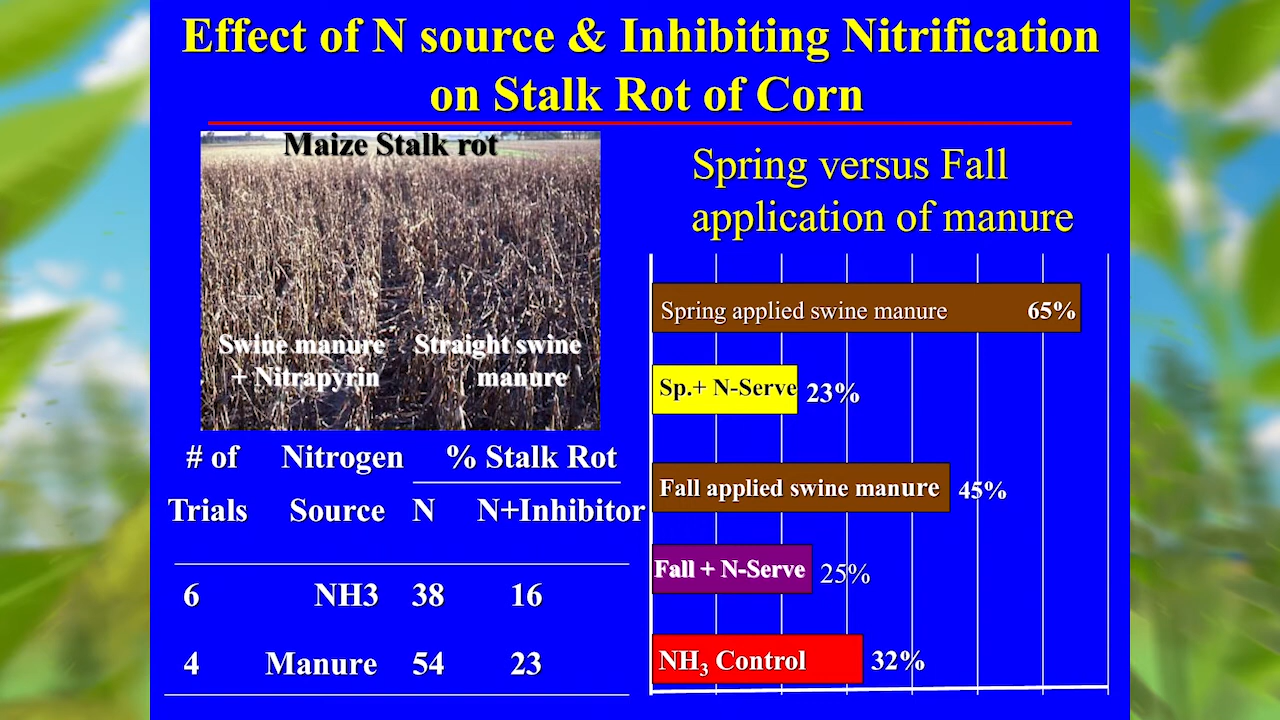 Effect of N source & Inhibiting Nitrification
on Stalk Rot of Corn
Maize Stalk rot
Swine manure
+ Nitrapyrin
Straight swine
manure
# of Nitrogen % Stalk Rot
Trials Source N N+Inhibitor
6 NH3 38 16
4 Manure 54 23
Spring versus Fall
application of manure
Spring applied swine manure 65%
Sp.+ N-Serve 23%
Fall applied swine manure 45%
Fall + N-Serve 25%
NH₃ Control 32%